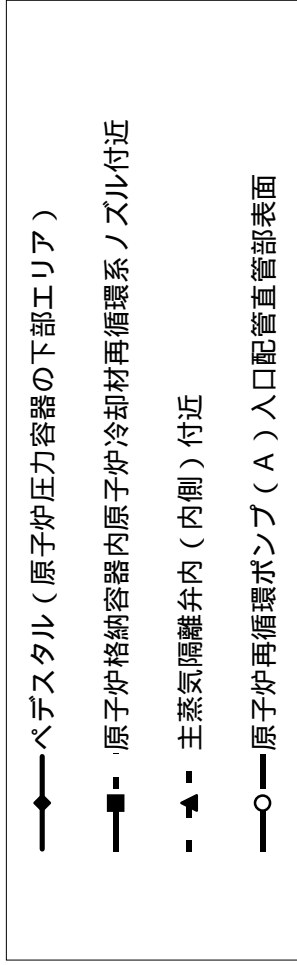 ペデスタル(原子炉圧力容器の下部エリア)
原子炉格納容器内原子炉冷却材再循環系ノズル付近
主蒸気隔離弁内(内側)付近
原子炉再循環ポンプ(A)入口配管直管部表面